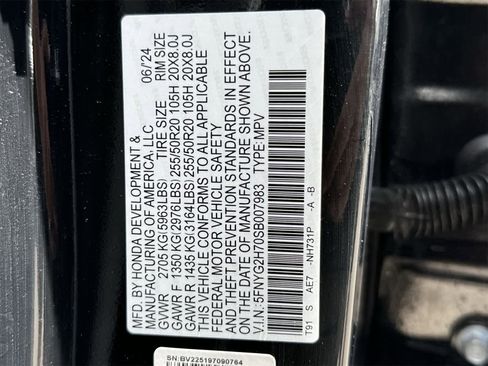 MFD. BY HONDA DEVELOPMENT & 06/'24
MANUFACTURING OF AMERICA, LLC
GVWR 2705 KG(5963LBS) TIRE SIZE RIM SIZE
GAWR F 1350 KG(2976LBS) 255/50R20 105H 20X8.0J
GAWR R 1435 KG(3164LBS) 255/50R20 105H 20X8.0J
THIS VEHICLE CONFORMS TO ALL APPLICABLE
FEDERAL MOTOR VEHICLE SAFETY
AND THEFT PREVENTION STANDARDS IN EFFECT
ON THE DATE OF MANUFACTURE SHOWN ABOVE.
V.I.N.: 5FNYG2H70SB007983 TYPE: MPV
T91 S AE7 -NH731P -A -B
SN:BV225197090764